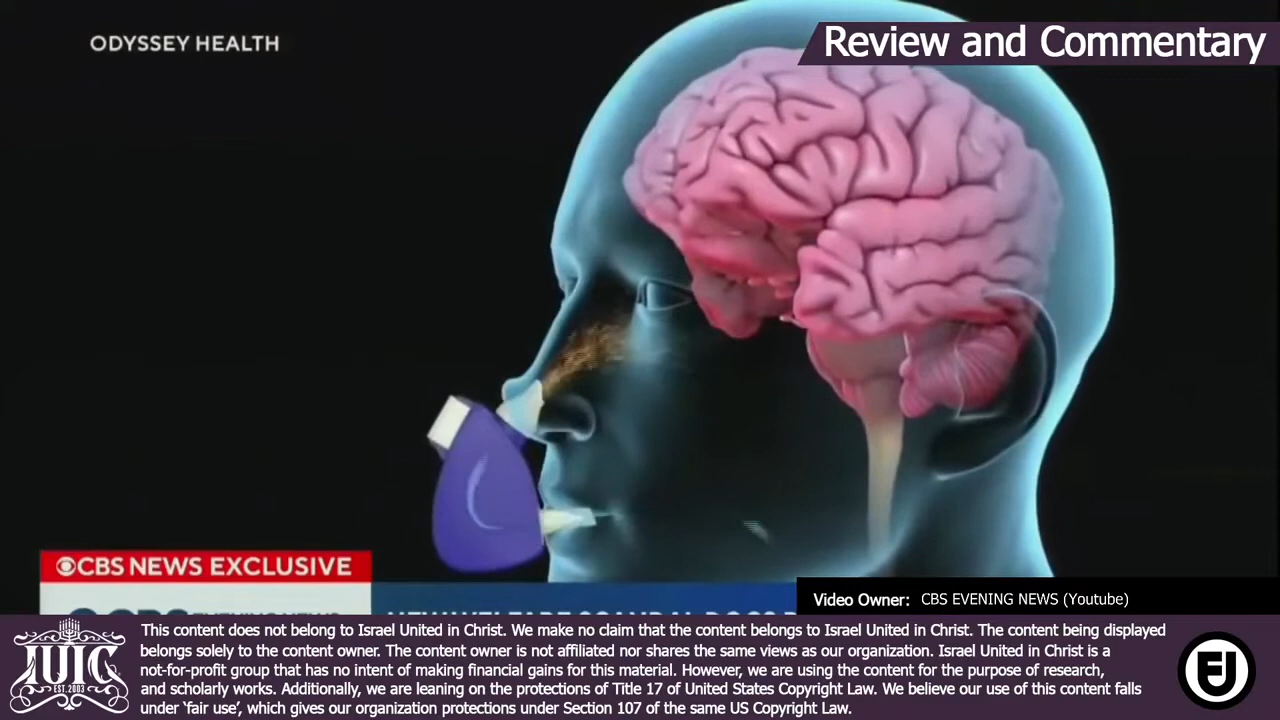 ODYSSEY HEALTH
Review and Commentary
CBS NEWS EXCLUSIVE
CBS EVENING NEWS
NEW WELFARE SCANDAL DOCS
Video Owner: CBS EVENING NEWS (Youtube)
IUIC
EST. 2003
This content does not belong to Israel United in Christ. We make no claim that the content belongs to Israel United in Christ. The content being displayed
belongs solely to the content owner. The content owner is not affiliated nor shares the same views as our organization. Israel United in Christ is a
not-for-profit group that has no intent of making financial gains for this material. However, we are using the content for the purpose of research,
and scholarly works. Additionally, we are leaning on the protections of Title 17 of United States Copyright Law. We believe our use of this content falls
under 'fair use', which gives our organization protections under Section 107 of the same US Copyright Law.